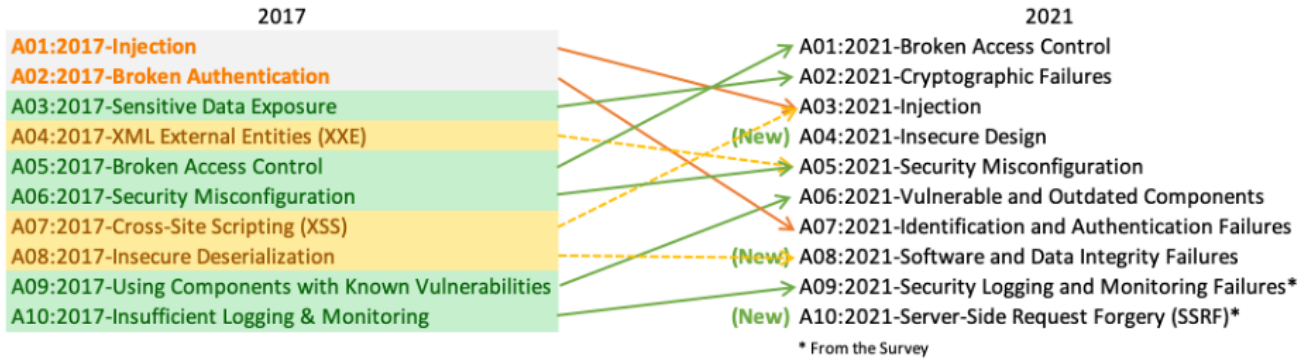 2017
2021
A01:2017-Injection
A02:2017-Broken Authentication
A03:2017-Sensitive Data Exposure
A04:2017-XML External Entities (XXE)
A05:2017-Broken Access Control
A06:2017-Security Misconfiguration
A07:2017-Cross-Site Scripting (XSS)
A08:2017-Insecure Deserialization
A09:2017-Using Components with Known Vulnerabilities
A10:2017-Insufficient Logging & Monitoring
A01:2021-Broken Access Control
A02:2021-Cryptographic Failures
A03:2021-Injection
(New) A04:2021-Insecure Design
A05:2021-Security Misconfiguration
A06:2021-Vulnerable and Outdated Components
A07:2021-Identification and Authentication Failures
(New) A08:2021-Software and Data Integrity Failures
A09:2021-Security Logging and Monitoring Failures*
(New) A10:2021-Server-Side Request Forgery (SSRF)*
* From the Survey